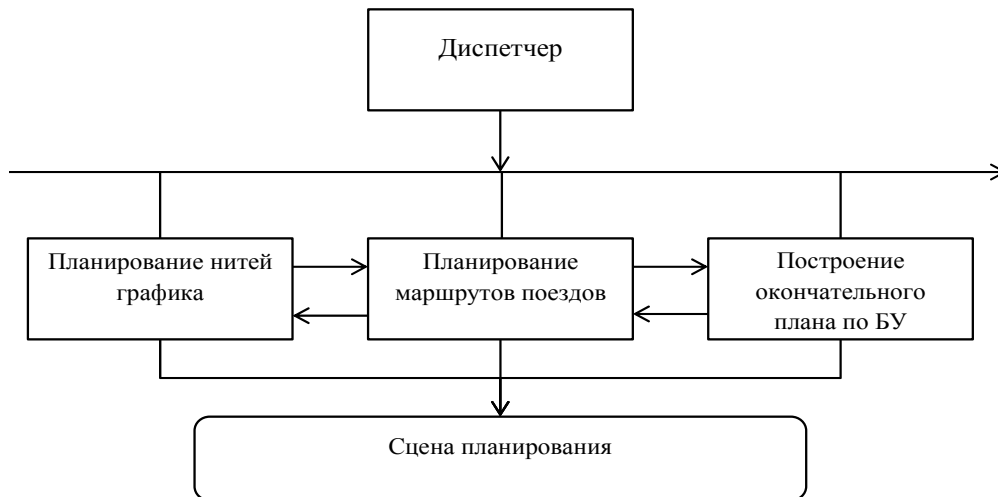 Диспетчер
Планирование нитей
графика
Планирование
маршрутов поездов
Построение
окончательного
плана по БУ
Сцена планирования